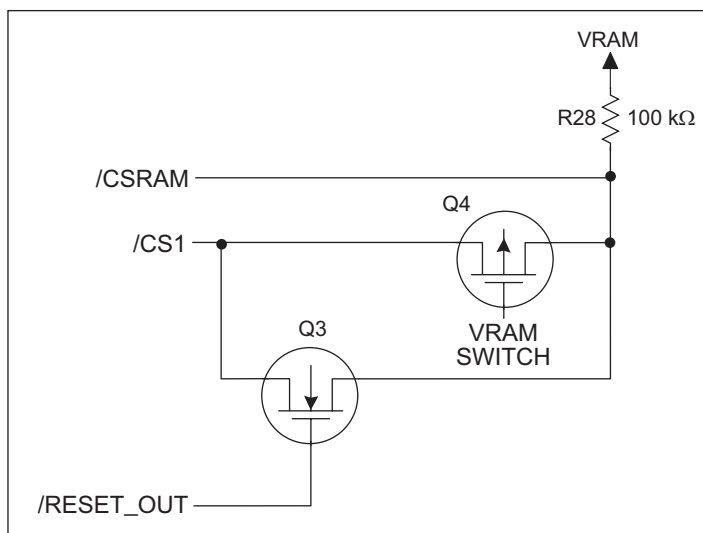 VRAM
R28 100 kΩ
/CSRAM
Q4
/CS1
VRAM
SWITCH
Q3
/RESET_OUT